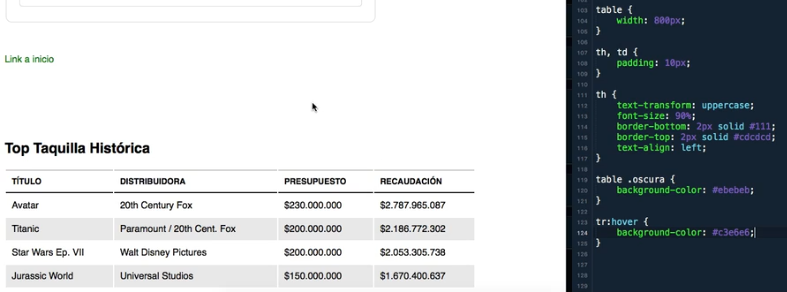 Link a inicio
Top Taquilla Histórica
TÍTULO DISTRIBUIDORA PRESUPUESTO RECAUDACIÓN
Avatar 20th Century Fox $230.000.000 $2.787.965.087
Titanic Paramount / 20th Cent. Fox $200.000.000 $2.186.772.302
Star Wars Ep. VII Walt Disney Pictures $200.000.000 $2.053.305.738
Jurassic World Universal Studios $150.000.000 $1.670.400.637
103 table {
104 width: 800px;
105 }
106
107 th, td {
108 padding: 10px;
109 }
110
111 th {
112 text-transform: uppercase;
113 font-size: 90%;
114 border-bottom: 2px solid #111;
115 border-top: 2px solid #cdcdcd;
116 text-align: left;
117 }
118
119 table .oscura {
120 background-color: #ebebeb;
121 }
122
123 tr:hover {
124 background-color: #c3e6e6;
125 }
126
127
128